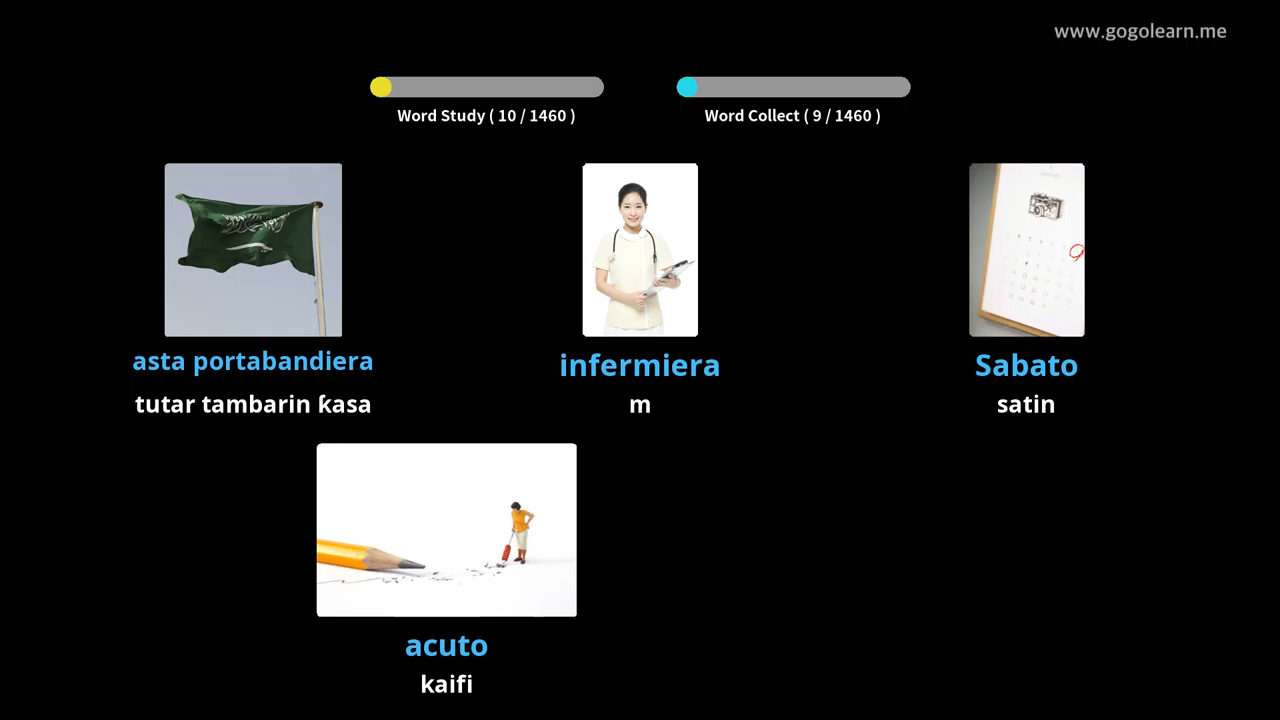 www.gogolearn.me
Word Study ( 10 / 1460 )
Word Collect ( 9 / 1460 )
asta portabandiera
tutar tambarin ƙasa
infermiera
m
Sabato
satin
acuto
kaifi